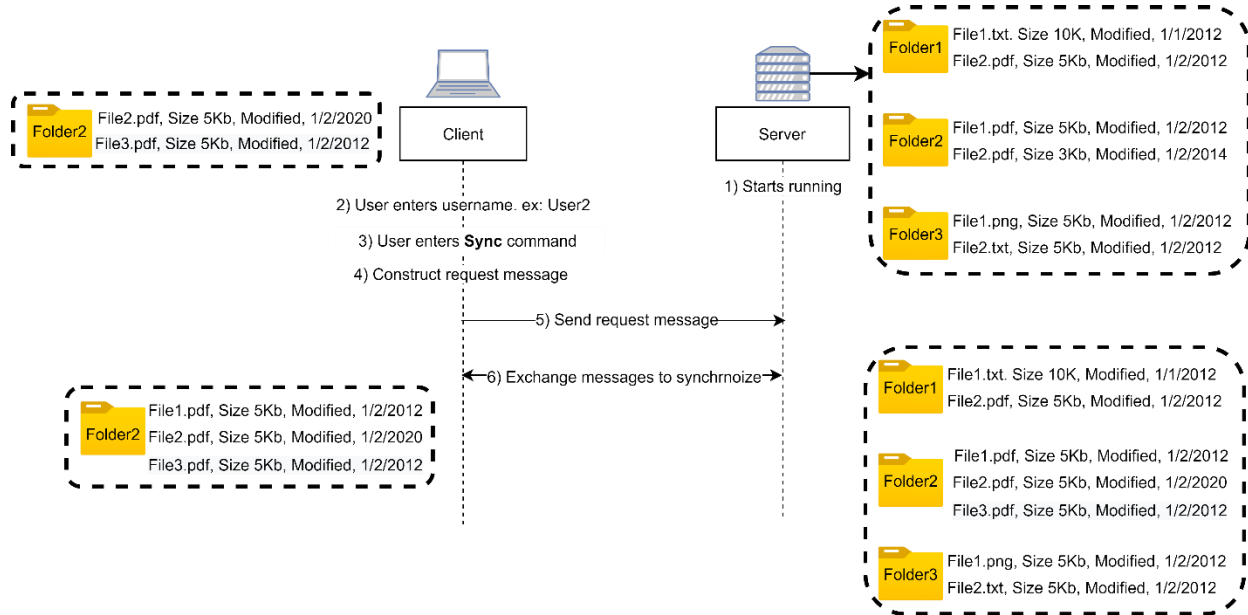 Folder1
File1.txt. Size 10K, Modified, 1/1/2012
File2.pdf, Size 5Kb, Modified, 1/2/2012
Folder2
File2.pdf, Size 5Kb, Modified, 1/2/2020
File3.pdf, Size 5Kb, Modified, 1/2/2012
Client
Server
Folder2
File1.pdf, Size 5Kb, Modified, 1/2/2012
File2.pdf, Size 3Kb, Modified, 1/2/2014
1) Starts running
2) User enters username. ex: User2
Folder3
File1.png, Size 5Kb, Modified, 1/2/2012
File2.txt, Size 5Kb, Modified, 1/2/2012
3) User enters Sync command
4) Construct request message
5) Send request message
6) Exchange messages to synchrnoize
Folder1
File1.txt. Size 10K, Modified, 1/1/2012
File2.pdf, Size 5Kb, Modified, 1/2/2012
Folder2
File1.pdf, Size 5Kb, Modified, 1/2/2012
File2.pdf, Size 5Kb, Modified, 1/2/2020
File3.pdf, Size 5Kb, Modified, 1/2/2012
Folder2
File1.pdf, Size 5Kb, Modified, 1/2/2012
File2.pdf, Size 5Kb, Modified, 1/2/2020
File3.pdf, Size 5Kb, Modified, 1/2/2012
Folder3
File1.png, Size 5Kb, Modified, 1/2/2012
File2.txt, Size 5Kb, Modified, 1/2/2012